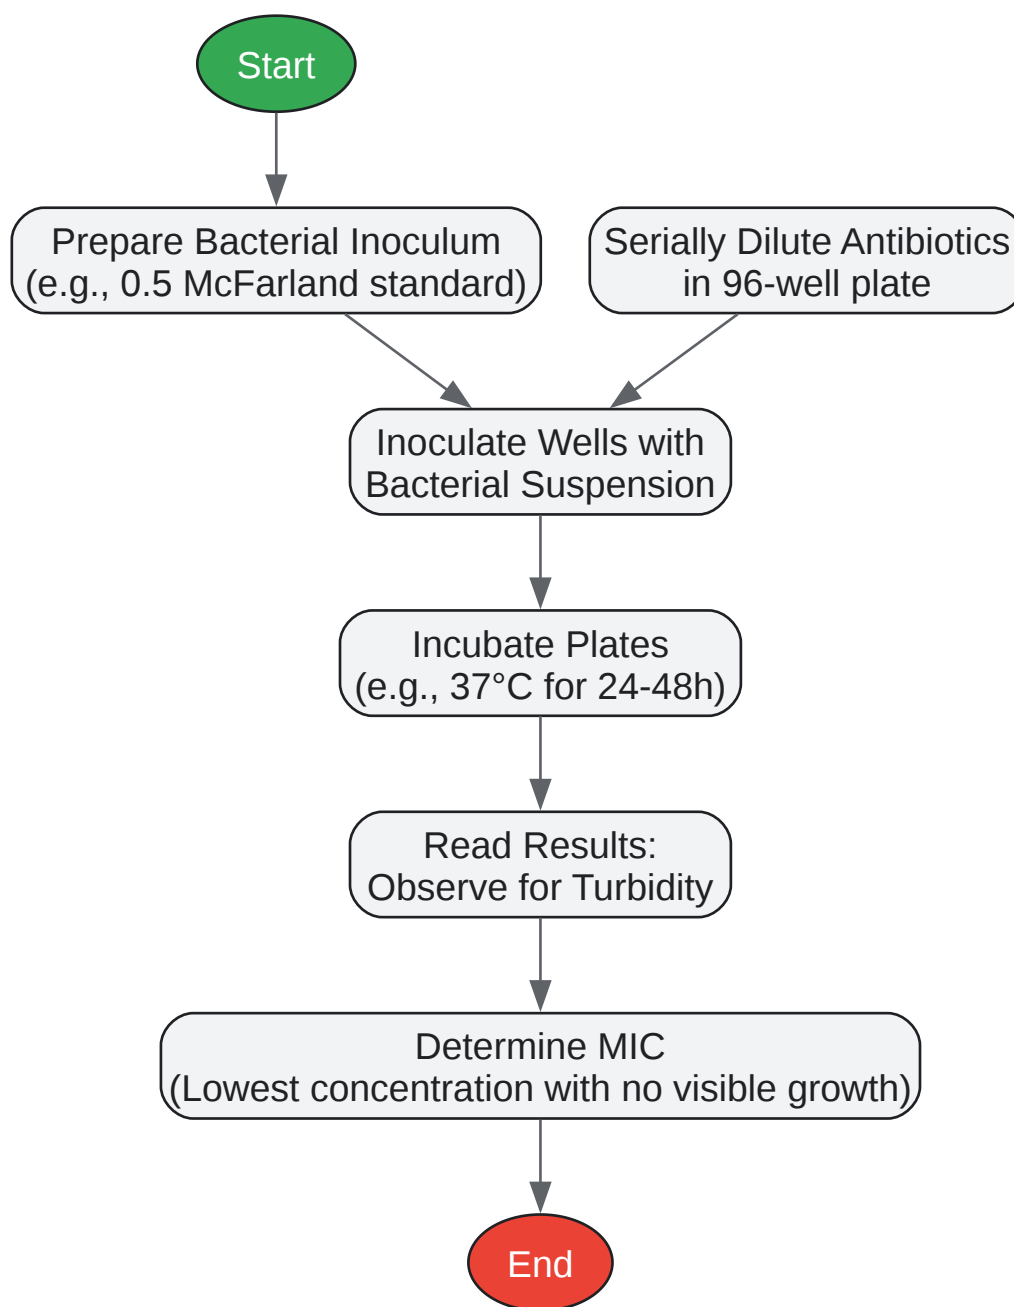 Start
Prepare Bacterial Inoculum
(e.g., 0.5 McFarland standard)
Serially Dilute Antibiotics
in 96-well plate
Inoculate Wells with
Bacterial Suspension
Incubate Plates
(e.g., 37°C for 24-48h)
Read Results:
Observe for Turbidity
Determine MIC
(Lowest concentration with no visible growth)
End